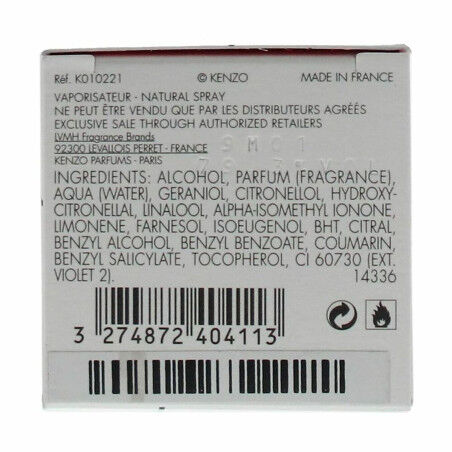 Réf. K010221 © KENZO MADE IN FRANCE
VAPORISATEUR - NATURAL SPRAY
NE PEUT ÊTRE VENDU QUE PAR LES DISTRIBUTEURS AGRÉÉS
EXCLUSIVE SALE THROUGH AUTHORIZED RETAILERS
LVMH Fragrance Brands
92300 LEVALLOIS PERRET - FRANCE
KENZO PARFUMS - PARIS
INGREDIENTS: ALCOHOL, PARFUM (FRAGRANCE),
AQUA (WATER), GERANIOL, CITRONELLOL, HYDROXY-
CITRONELLAL, LINALOOL, ALPHA-ISOMETHYL IONONE,
LIMONENE, FARNESOL, ISOEUGENOL, BHT, CITRAL,
BENZYL ALCOHOL, BENZYL BENZOATE, COUMARIN,
BENZYL SALICYLATE, TOCOPHEROL, CI 60730 (EXT.
VIOLET 2). 14336
3 274872 404113